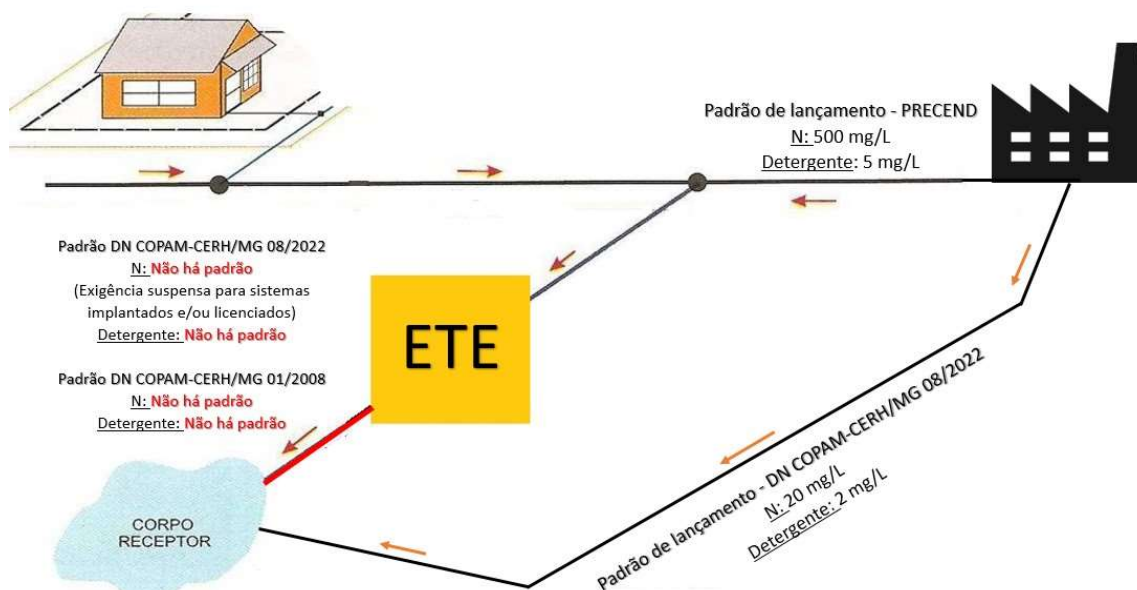 Padrão de lançamento - PRECEND
N: 500 mg/L
Detergente: 5 mg/L
Padrão DN COPAM-CERH/MG 08/2022
N: Não há padrão
(Exigência suspensa para sistemas
implantados e/ou licenciados)
Detergente: Não há padrão
Padrão DN COPAM-CERH/MG 01/2008
N: Não há padrão
Detergente: Não há padrão
ETE
Padrão de lançamento - DN COPAM-CERH/MG 08/2022
N: 20 mg/L
Detergente: 2 mg/L
CORPO
RECEPTOR